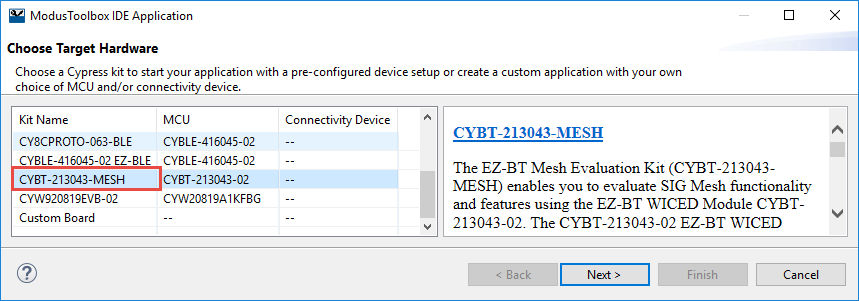 ModusToolbox IDE Application
Choose Target Hardware
Choose a Cypress kit to start your application with a pre-configured device setup or create a custom application with your own
choice of MCU and/or connectivity device.
Kit Name MCU Connectivity Device
CY8CPROTO-063-BLE CYBLE-416045-02 --
CYBLE-416045-02 EZ-BLE CYBLE-416045-02 --
CYBT-213043-MESH CYBT-213043-02 --
CYW920819EVB-02 CYW20819A1KFBG --
Custom Board -- --
CYBT-213043-MESH
The EZ-BT Mesh Evaluation Kit (CYBT-213043-
MESH) enables you to evaluate SIG Mesh functionality
and features using the EZ-BT WICED Module CYBT-
213043-02. The CYBT-213043-02 EZ-BT WICED
? < Back Next > Finish Cancel